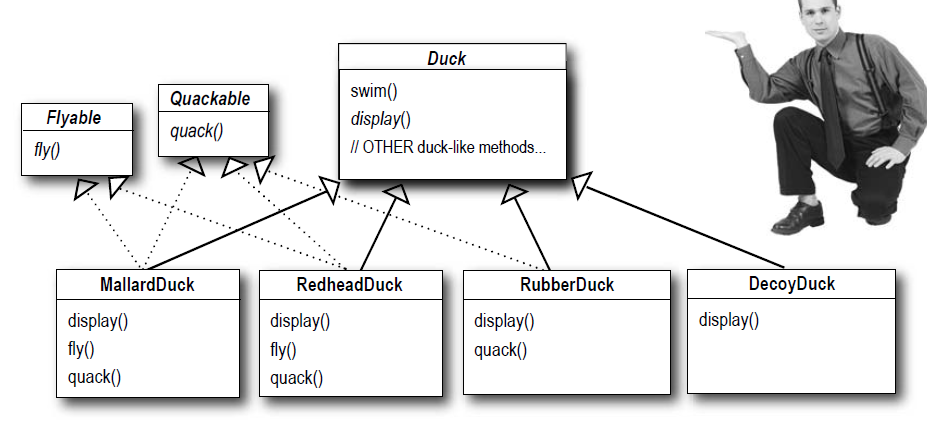 Duck
swim()
display()
// OTHER duck-like methods...
Quackable
quack()
Flyable
fly()
MallardDuck
display()
fly()
quack()
RedheadDuck
display()
fly()
quack()
RubberDuck
display()
quack()
DecoyDuck
display()